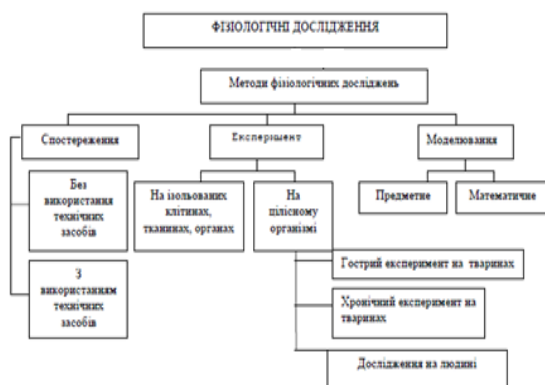 ФІЗІОЛОГІЧНІ ДОСЛІДЖЕННЯ
Методи фізіологічних досліджень
Спостереження
Експеримент
Моделювання
Без
використання
технічних
засобів
На ізольованих
клітинах,
тканинах, органах
На
цілісному
організмі
Предметне
Математичне
З
використанням
технічних
засобів
Гострий експеримент на тваринах
Хронічний експеримент на
тваринах
Дослідження на людині